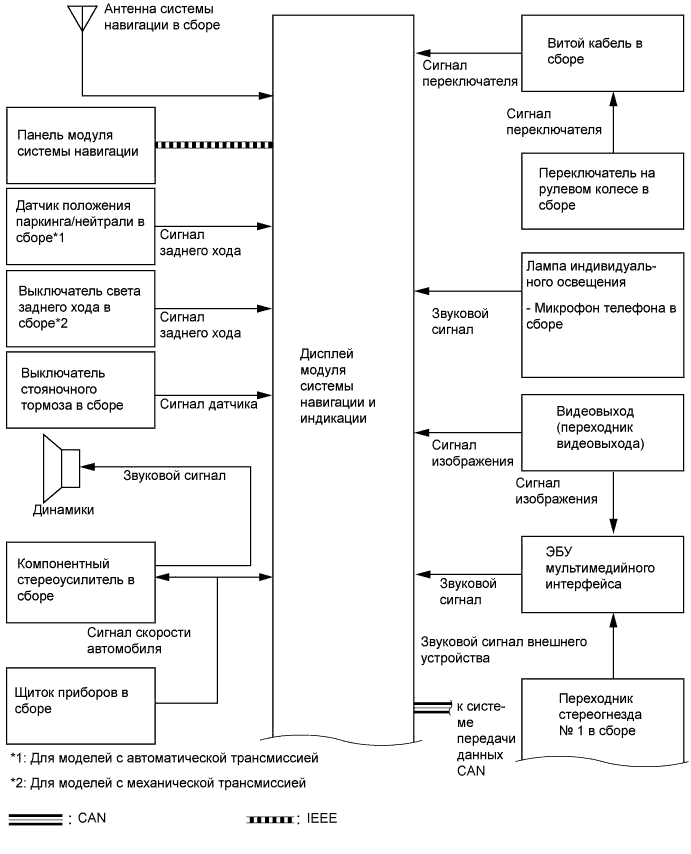 Антенна системы
навигации в сборе
Панель модуля
системы навигации
Датчик положения
паркинга/нейтрали в
сборе*1
Сигнал
заднего хода
Выключатель света
заднего хода в
сборе*2
Сигнал
заднего хода
Выключатель
стояночного
тормоза в сборе
Сигнал датчика
Звуковой сигнал
Динамики
Компонентный
стереоусилитель в
сборе
Сигнал скорости
автомобиля
Щиток приборов в
сборе
Дисплей
модуля
системы
навигации и
индикации
Витой кабель в
сборе
Сигнал
переключателя
Сигнал
переключателя
Переключатель на
рулевом колесе в
сборе
Лампа индивидуаль-
ного освещения
- Микрофон телефона в
сборе
Звуковой
сигнал
Видеовыход
(переходник
видеовыхода)
Сигнал
изображения
Сигнал
изображения
ЭБУ
мультимедийного
интерфейса
Звуковой
сигнал
Звуковой сигнал внешнего
устройства
Переходник
стереогнезда
№ 1 в сборе
к систе-
ме
передачи
данных
CAN
*1: Для моделей с автоматической трансмиссией
*2: Для моделей с механической трансмиссией
: CAN
: IEEE